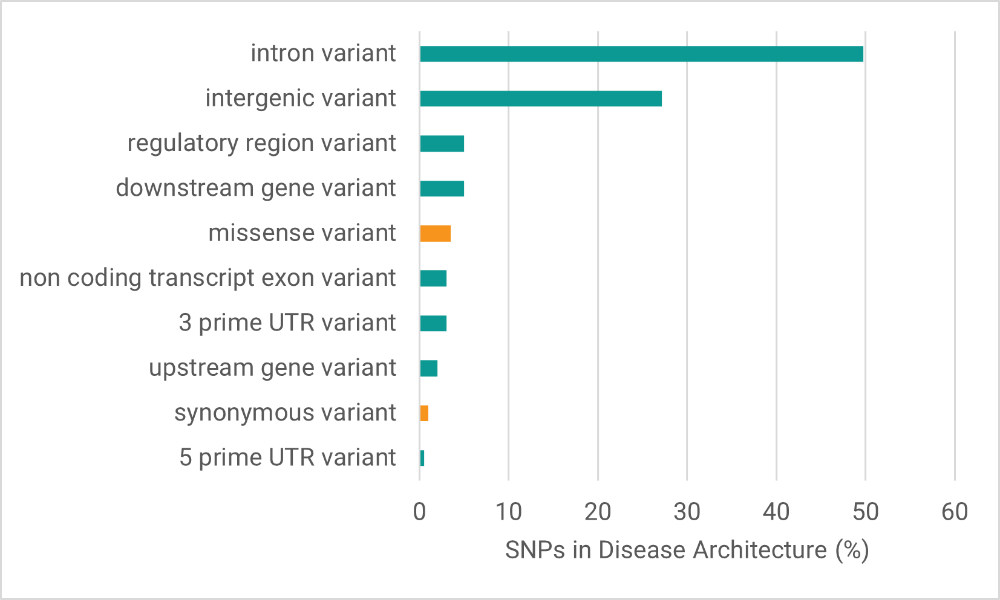 intron variant
intergenic variant
regulatory region variant
downstream gene variant
missense variant
non coding transcript exon variant
3 prime UTR variant
upstream gene variant
synonymous variant
5 prime UTR variant
0 10 20 30 40 50 60
SNPs in Disease Architecture (%)